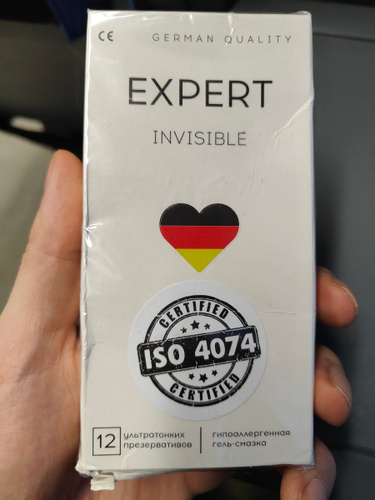 CE GERMAN QUALITY
EXPERT
INVISIBLE
CERTIFIED
ISO 4074
CERTIFIED
12 ультратонких
презервативов
гипоаллергенная
гель-смазка